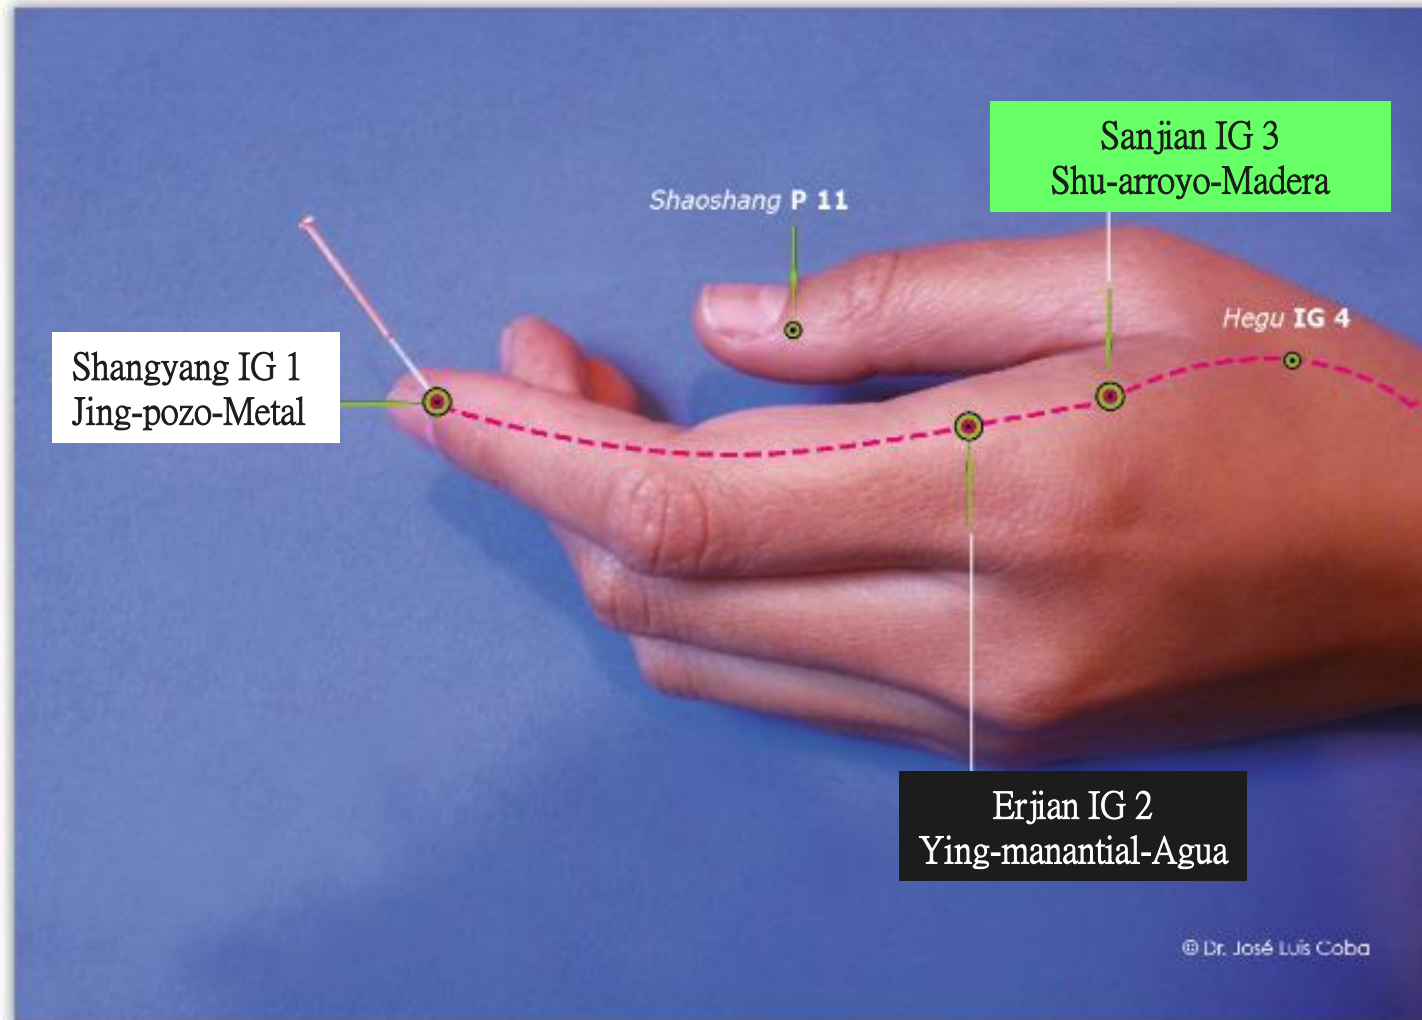 Sanjian IG 3
Shu-arroyo-Madera
Shaoshang P 11
Hegu IG 4
Shangyang IG 1
Jing-pozo-Metal
Erjian IG 2
Ying-manantial-Agua
© Dr. José Luis Coba